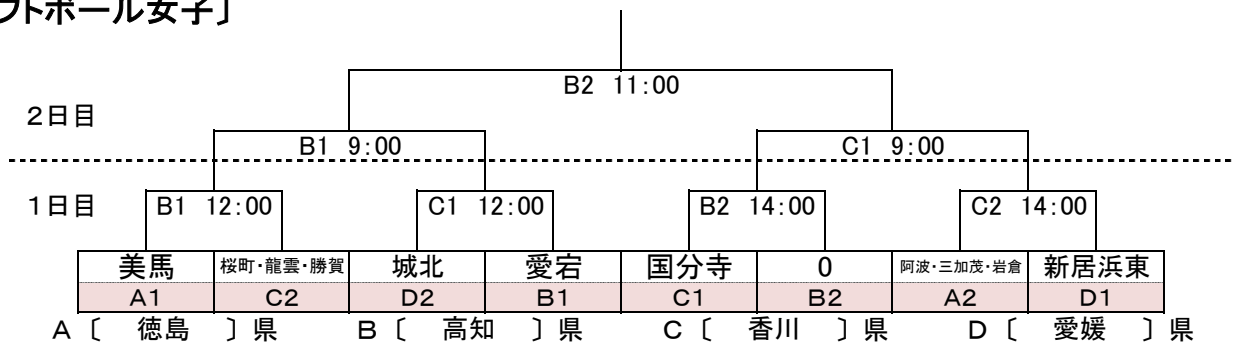 フトボール女子〕
B2 11:00
2日目
B1 9:00 C1 9:00
1日目 B1 12:00 C1 12:00 B2 14:00 C2 14:00
美馬 桜町・龍雲・勝賀 城北 愛宕 国分寺 0 阿波・三加茂・岩倉 新居浜東
A1 C2 D2 B1 C1 B2 A2 D1
A〔 徳島 〕県 B〔 高知 〕県 C〔 香川 〕県 D〔 愛媛 〕県